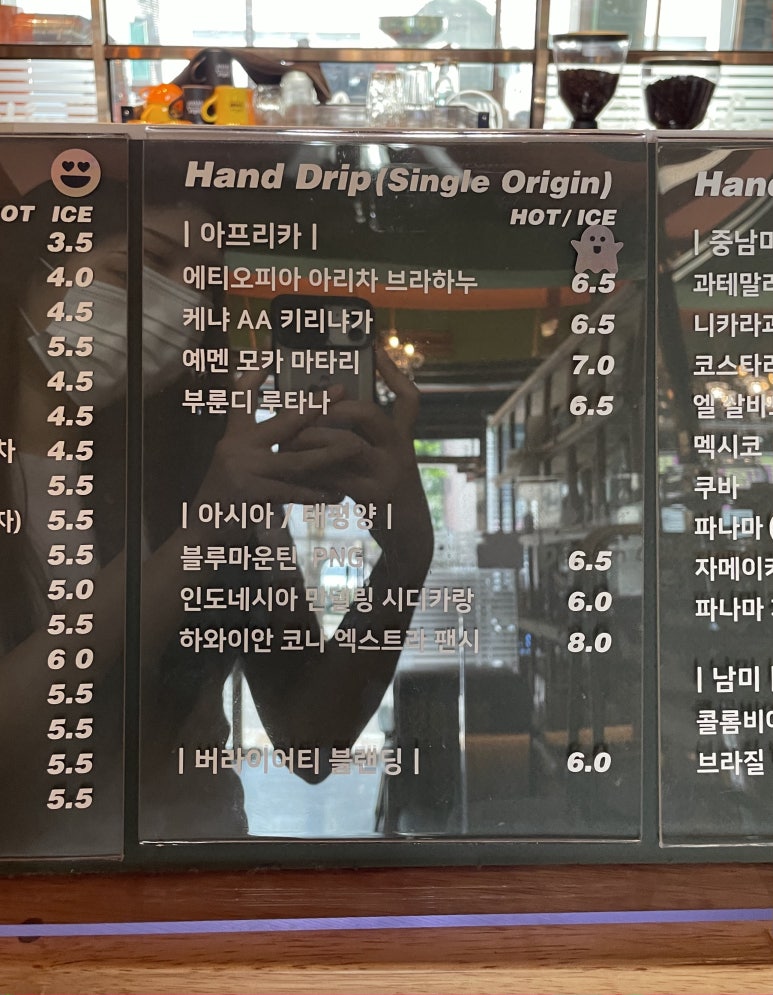 OT ICE
3.5
4.0
4.5
5.5
4.5
4.5
차 4.5
5.5
자) 5.5
5.5
5.0
5.5
6 0
5.5
5.5
5.5
5.5
Hand Drip (Single Origin)
HOT / ICE
| 아프리카 |
에티오피아 아리차 브라하누 6.5
케냐 AA 키리냐가 6.5
예멘 모카 마타리 7.0
부룬디 루타나 6.5
| 아시아 / 태평양 |
블루마운틴 PNG 6.5
인도네시아 만델링 시디카랑 6.0
하와이안 코나 엑스트라 팬시 8.0
| 버라이어티 블랜딩 | 6.0
Hand
| 중남미
과테말라
니카라과
코스타리
엘 살바
멕시코
쿠바
파나마 (
자메이카
파나마
| 남미 |
콜롬비아
브라질